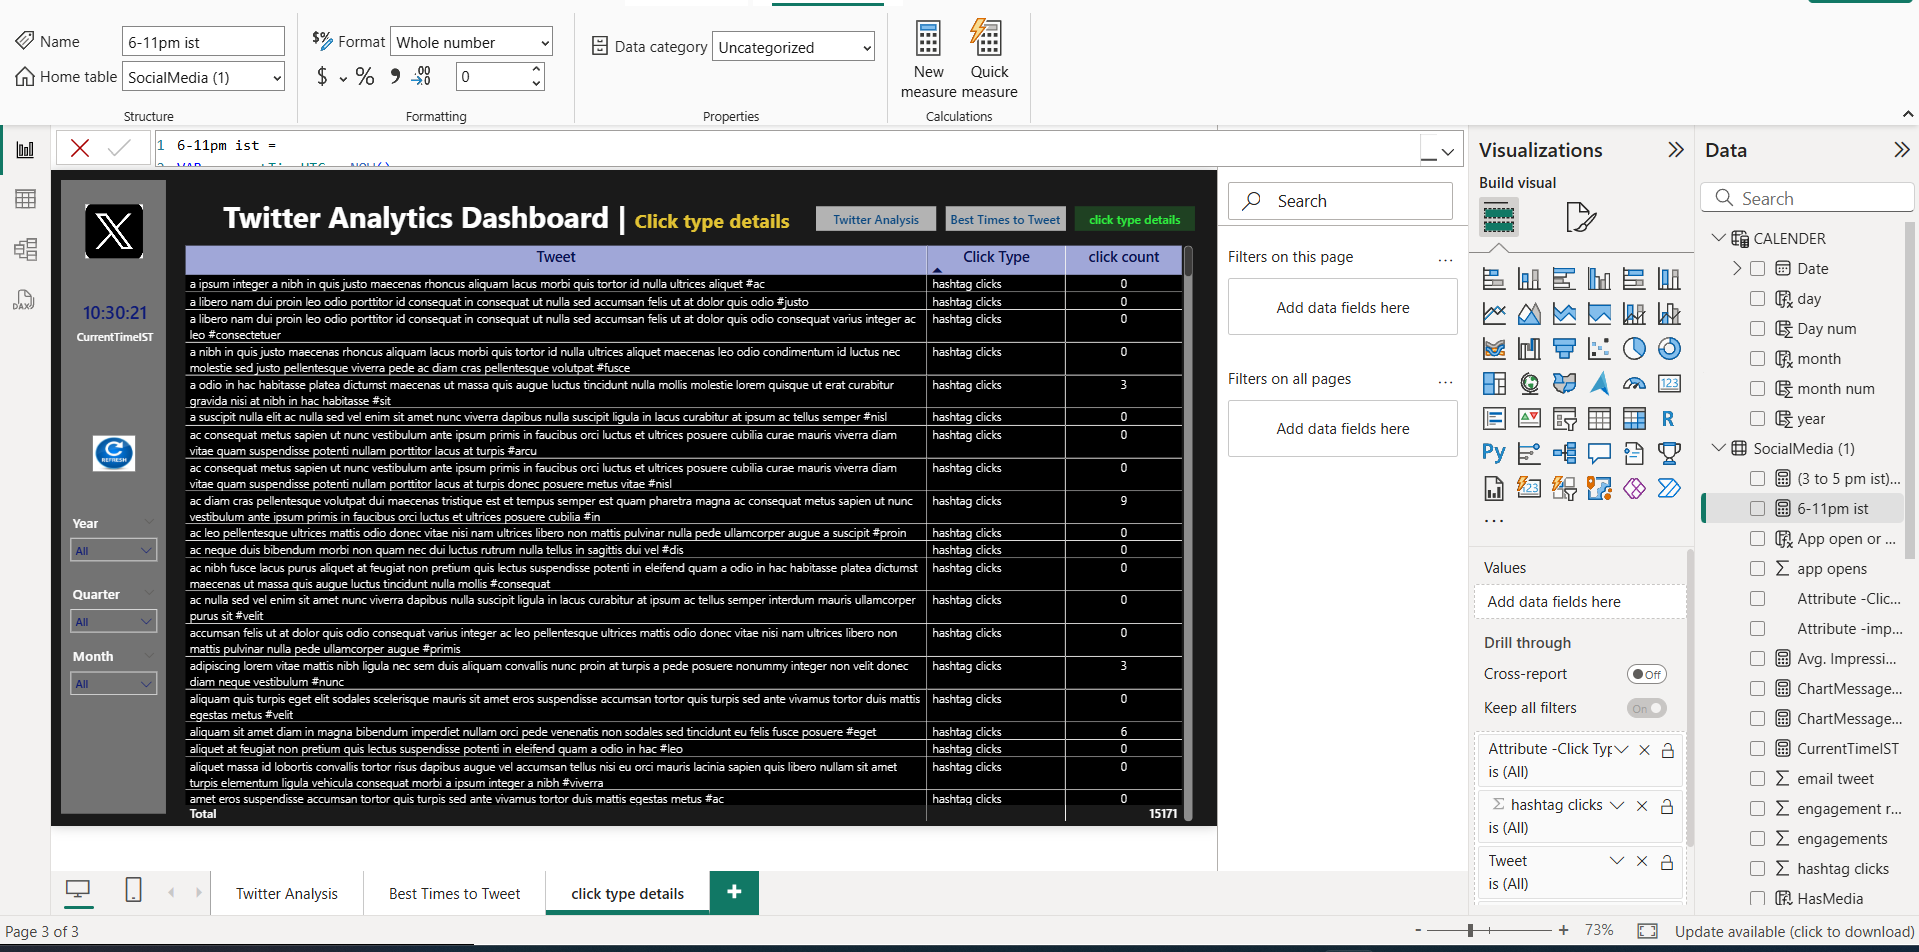 Name
6-11pm ist
Format
Whole number
Data category
Uncategorized
New measure
Quick measure
Home table
SocialMedia (1)
$
%
0
Structure
Formatting
Properties
Calculations
1 6-11pm ist =
Twitter Analytics Dashboard | Click type details
Twitter Analysis
Best Times to Tweet
click type details
10:30:21
CurrentTimeIST
REFRESH
Year
All
Quarter
All
Month
All
Tweet Click Type click count
a ipsum integer a nibh in quis justo maecenas rhoncus aliquam lacus morbi quis tortor id nulla ultrices aliquet #ac hashtag clicks 0
a libero nam dui proin leo odio porttitor id consequat in consequat ut nulla sed accumsan felis ut at dolor quis odio #justo hashtag clicks 0
a libero nam dui proin leo odio porttitor id consequat in consequat ut nulla sed accumsan felis ut at dolor quis odio consequat varius integer ac hashtag clicks 0
leo #consectetuer
a nibh in quis justo maecenas rhoncus aliquam lacus morbi quis tortor id nulla ultrices aliquet maecenas leo odio condimentum id luctus nec hashtag clicks 0
molestie sed justo pellentesque viverra pede ac diam cras pellentesque volutpat #fusce
a odio in hac habitasse platea dictumst maecenas ut massa quis augue luctus tincidunt nulla mollis molestie lorem quisque ut erat curabitur hashtag clicks 3
gravida nisi at nibh in hac habitasse #sit
a suscipit nulla elit ac nulla sed vel enim sit amet nunc viverra dapibus nulla suscipit ligula in lacus curabitur at ipsum ac tellus semper #nisl hashtag clicks 0
ac consequat metus sapien ut nunc vestibulum ante ipsum primis in faucibus orci luctus et ultrices posuere cubilia curae mauris viverra diam hashtag clicks 0
vitae quam suspendisse potenti nullam porttitor lacus at turpis #arcu
ac consequat metus sapien ut nunc vestibulum ante ipsum primis in faucibus orci luctus et ultrices posuere cubilia curae mauris viverra diam hashtag clicks 0
vitae quam suspendisse potenti nullam porttitor lacus at turpis donec posuere metus vitae #nisl
ac diam cras pellentesque volutpat dui maecenas tristique est et tempus semper est quam pharetra magna ac consequat metus sapien ut nunc hashtag clicks 9
vestibulum ante ipsum primis in faucibus orci luctus et ultrices posuere cubilia #in
ac leo pellentesque ultrices mattis odio donec vitae nisi nam ultrices libero non mattis pulvinar nulla pede ullamcorper augue a suscipit #proin hashtag clicks 0
ac neque duis bibendum morbi non quam nec dui luctus rutrum nulla tellus in sagittis dui vel #dis hashtag clicks 0
ac nibh fusce lacus purus aliquet at feugiat non pretium quis lectus suspendisse potenti in eleifend quam a odio in hac habitasse platea dictumst hashtag clicks 0
maecenas ut massa quis augue luctus tincidunt nulla mollis #consequat
ac nulla sed vel enim sit amet nunc viverra dapibus nulla suscipit ligula in lacus curabitur at ipsum ac tellus semper interdum mauris ullamcorper hashtag clicks 0
purus sit #velit
accumsan felis ut at dolor quis odio consequat varius integer ac leo pellentesque ultrices mattis odio donec vitae nisi nam ultrices libero non hashtag clicks 0
mattis pulvinar nulla pede ullamcorper augue #primis
adipiscing lorem vitae mattis nibh ligula nec sem duis aliquam convallis nunc proin at turpis a pede posuere nonummy integer non velit donec hashtag clicks 3
diam neque vestibulum #nunc
aliquam quis turpis eget elit sodales scelerisque mauris sit amet eros suspendisse accumsan tortor quis turpis sed ante vivamus tortor duis mattis hashtag clicks 0
egestas metus #velit
aliquam sit amet diam in magna bibendum imperdiet nullam orci pede venenatis non sodales sed tincidunt eu felis fusce posuere #eget hashtag clicks 6
aliquet at feugiat non pretium quis lectus suspendisse potenti in eleifend quam a odio in hac #leo hashtag clicks 0
aliquet massa id lobortis convallis tortor risus dapibus augue vel accumsan tellus nisi eu orci mauris lacinia sapien quis libero nullam sit amet hashtag clicks 0
turpis elementum ligula vehicula consequat morbi a ipsum integer a nibh #viverra
amet eros suspendisse accumsan tortor quis turpis sed ante vivamus tortor duis mattis egestas metus #ac hashtag clicks 0
Total 15171
Search
Filters on this page ...
Add data fields here
Filters on all pages ...
Add data fields here
Visualizations
Build visual
123
R
Py
123
...
Values
Add data fields here
Drill through
Cross-report Off
Keep all filters On
Attribute -Click Typ
is (All)
hashtag clicks
is (All)
Tweet
is (All)
Data
Search
CALENDER
Date
day
Day num
month
month num
year
SocialMedia (1)
(3 to 5 pm ist)...
6-11pm ist
App open or ...
app opens
Attribute -Clic...
Attribute -imp...
Avg. Impressi...
ChartMessage...
ChartMessage...
CurrentTimeIST
email tweet
engagement r...
engagements
hashtag clicks
HasMedia
Twitter Analysis
Best Times to Tweet
click type details
+
Page 3 of 3
- + 73%
Update available (click to download)